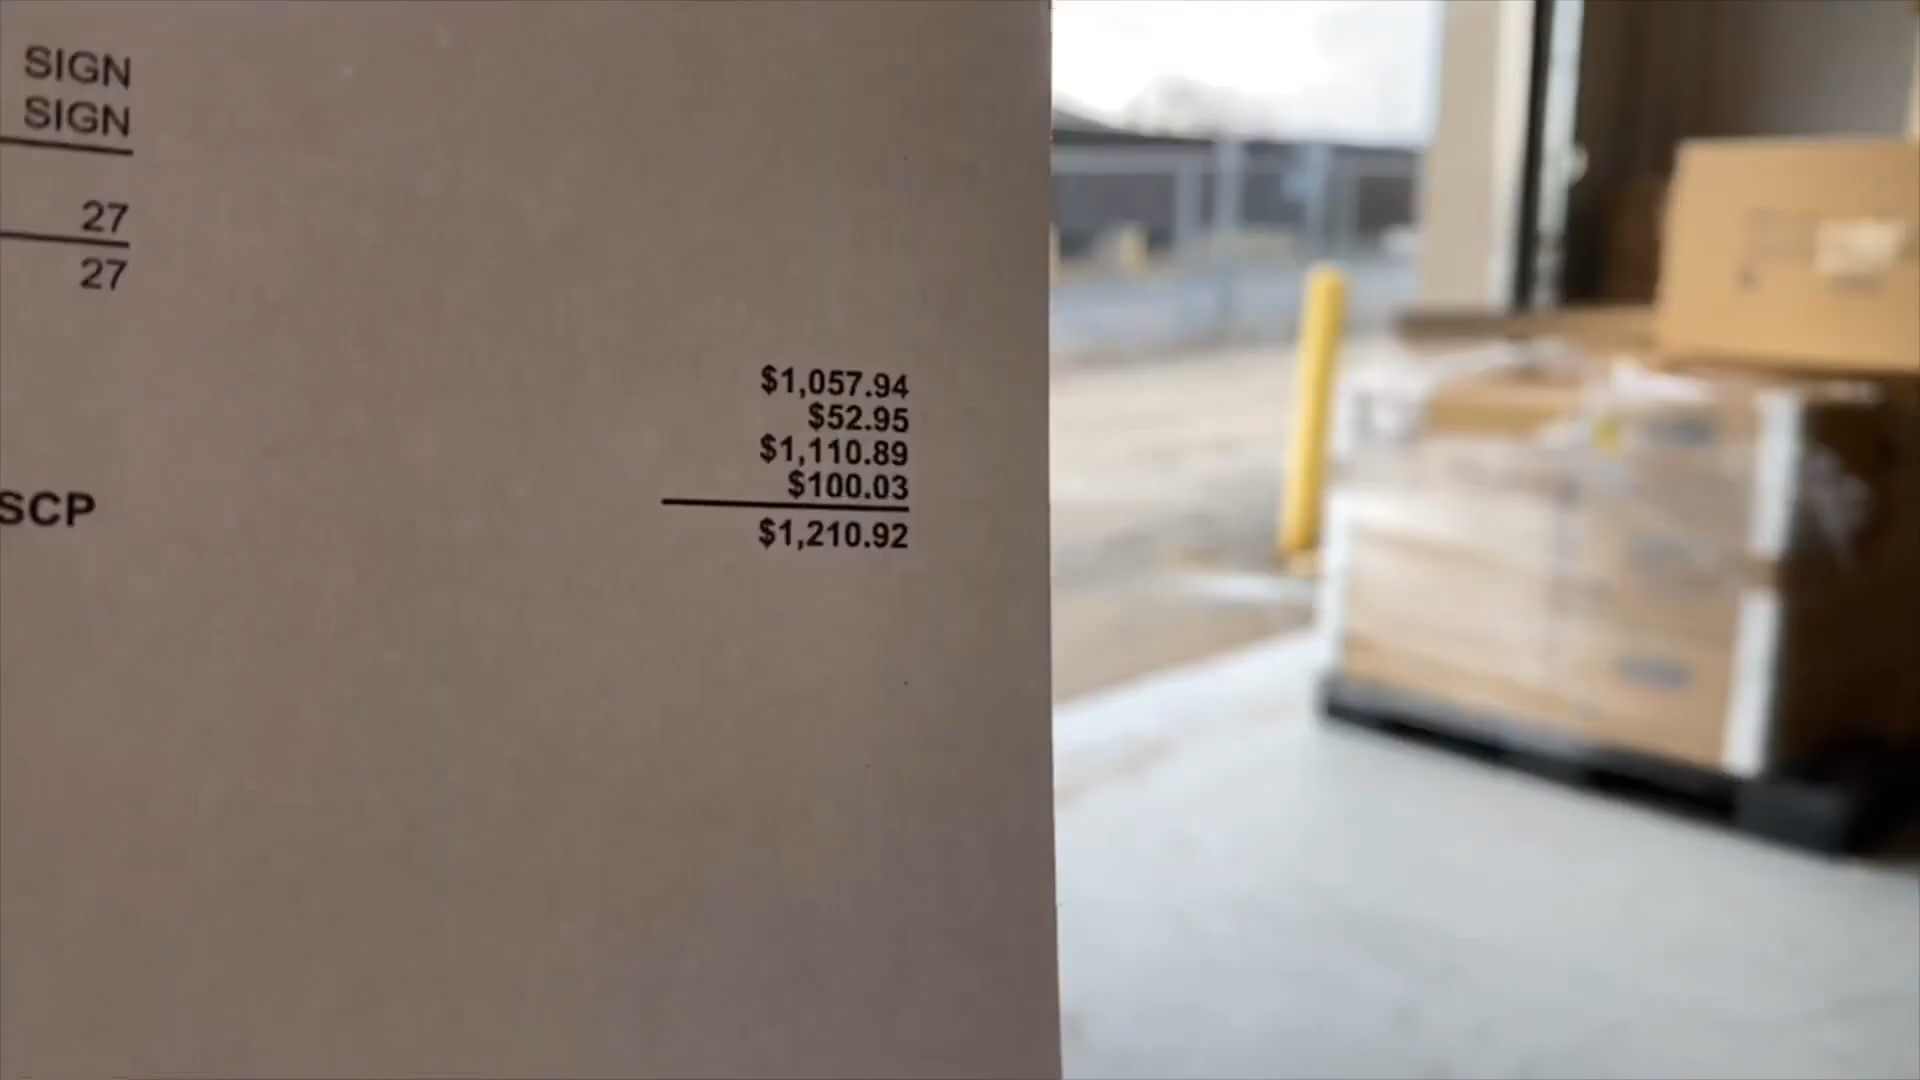 SIGN
SIGN
27
27
$1,057.94
$52.95
$1,110.89
SCP
$100.03
$1,210.92